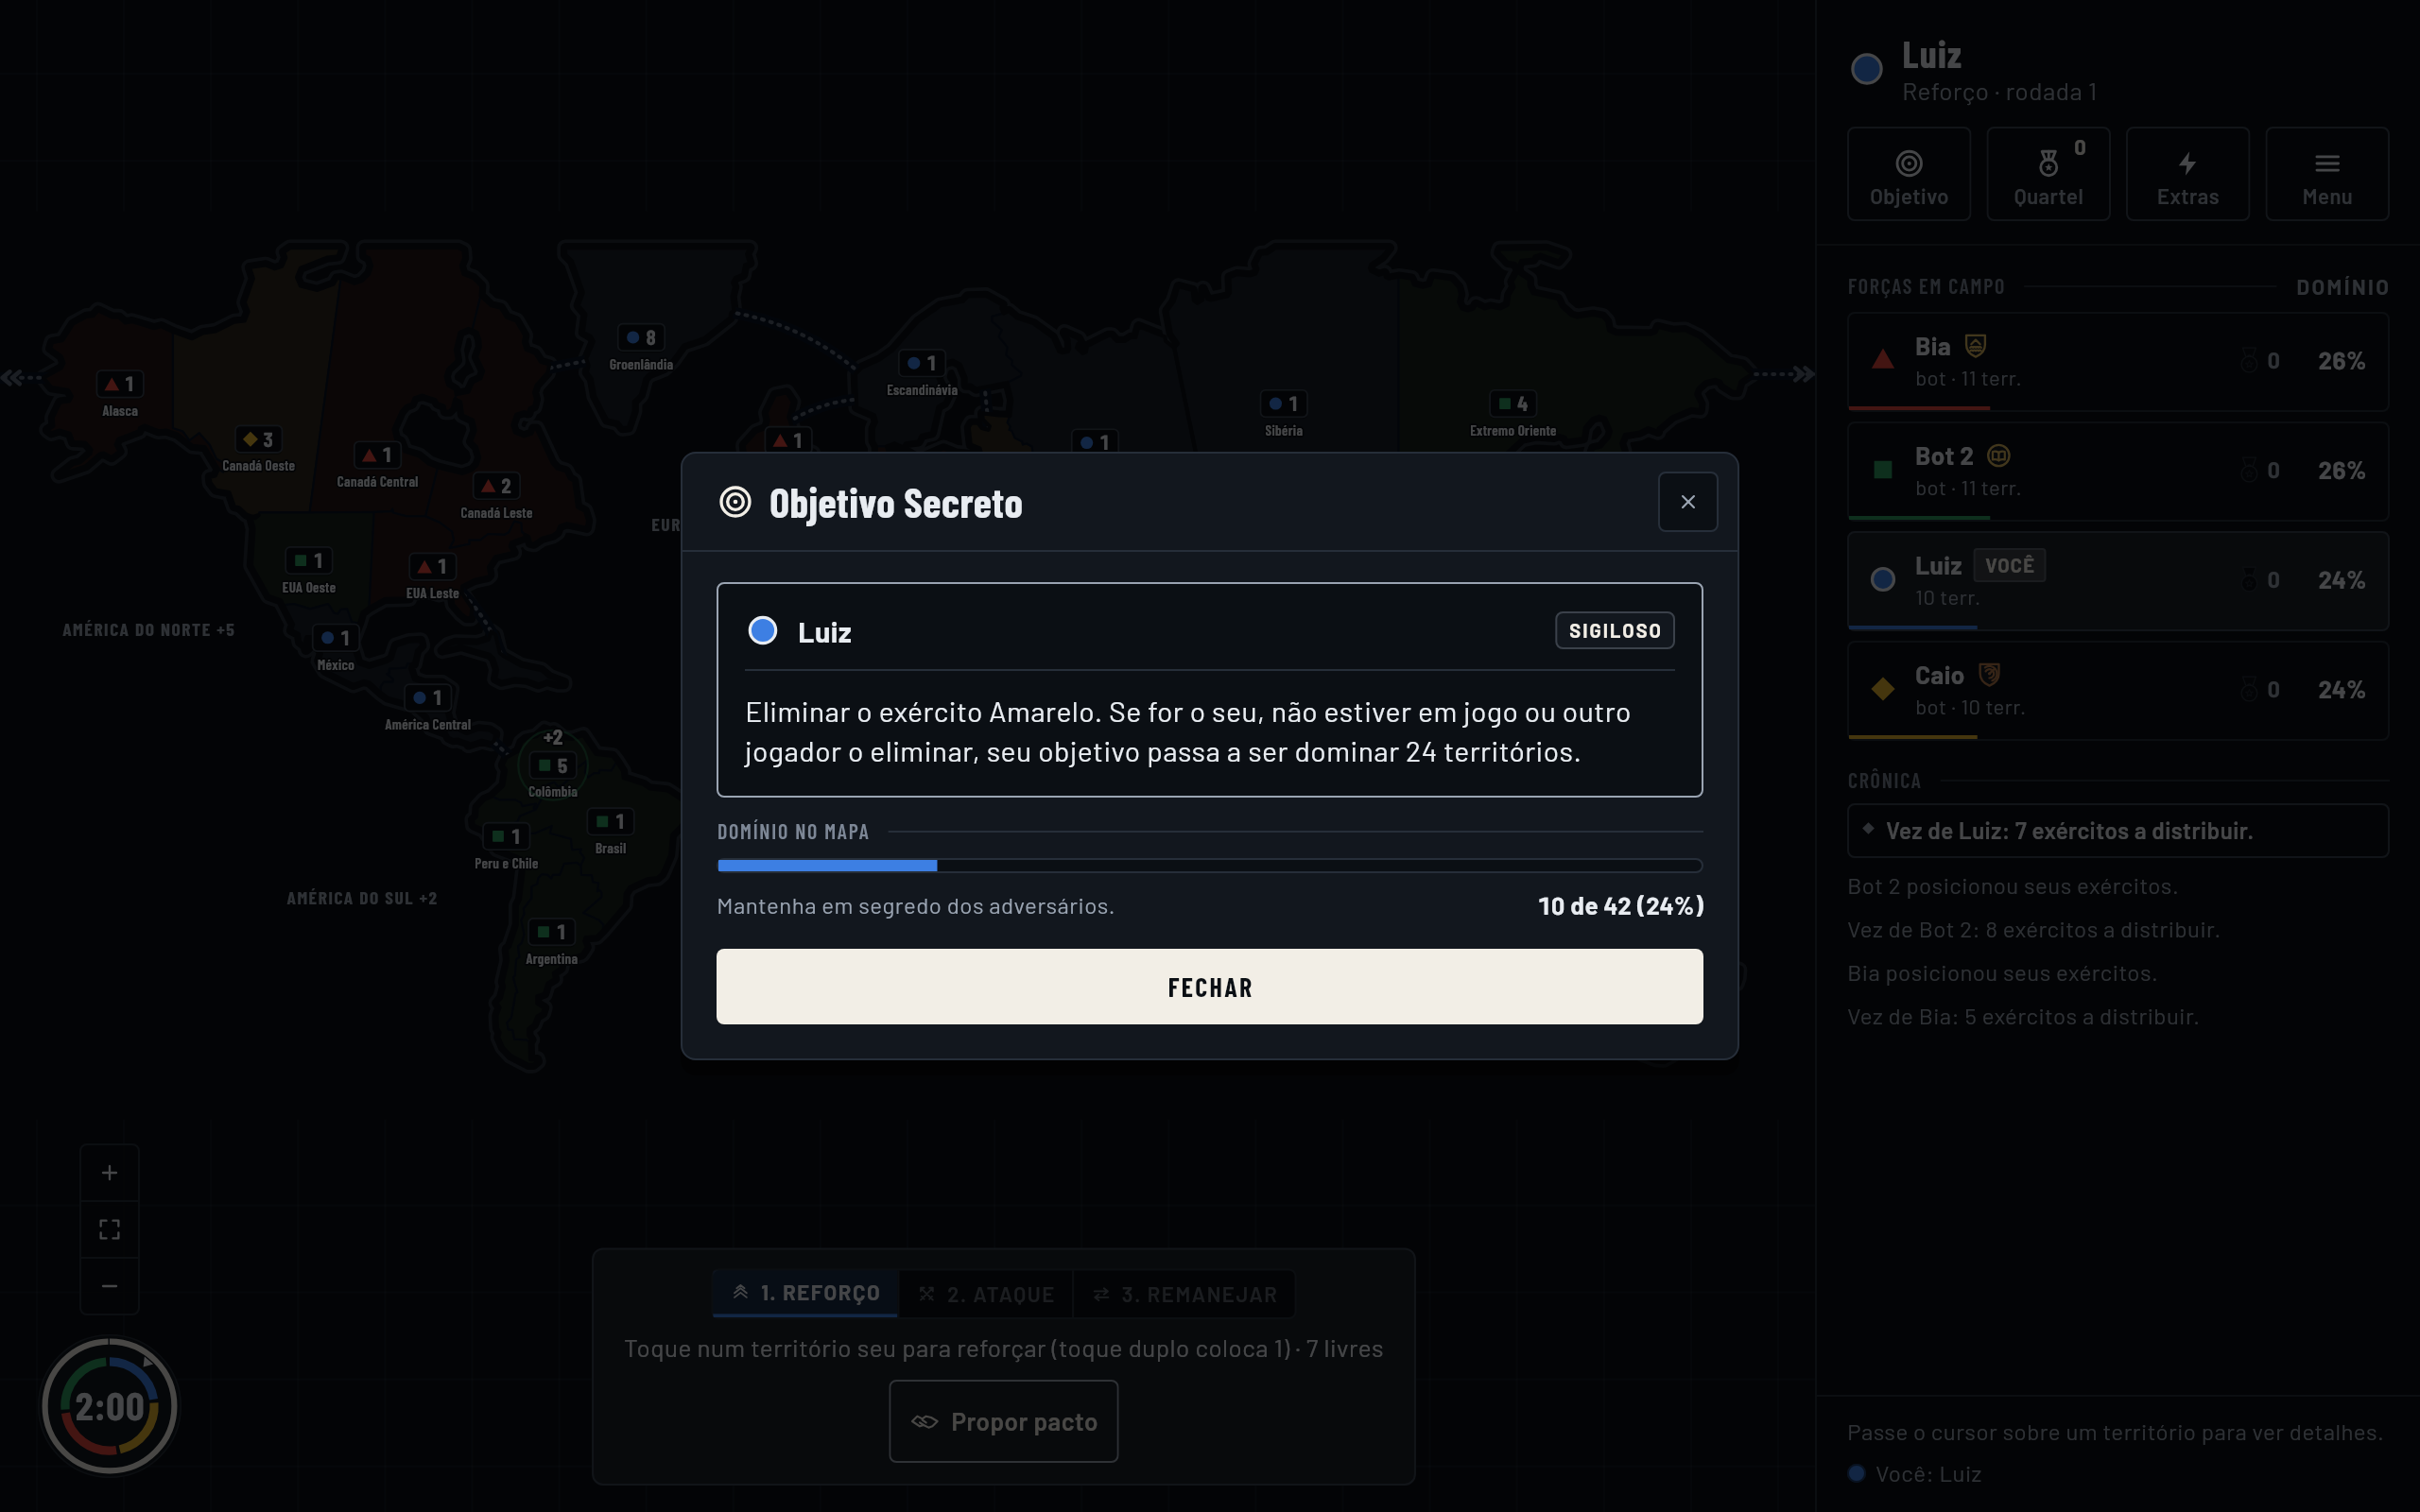 Luiz
Reforço · rodada 1
Objetivo
0
Quartel
Extras
Menu
FORÇAS EM CAMPO
DOMÍNIO
Bia
bot · 11 terr.
0
26%
Bot 2
bot · 11 terr.
0
26%
Luiz
VOCÊ
10 terr.
0
24%
Caio
bot · 10 terr.
0
24%
CRÔNICA
Vez de Luiz: 7 exércitos a distribuir.
Bot 2 posicionou seus exércitos.
Vez de Bot 2: 8 exércitos a distribuir.
Bia posicionou seus exércitos.
Vez de Bia: 5 exércitos a distribuir.
Passe o cursor sobre um território para ver detalhes.
Você: Luiz
8
Groenlândia
1
Escandinávia
1
Alasca
1
Sibéria
4
Extremo Oriente
3
Canadá Oeste
1
Canadá Central
1
1
2
Canadá Leste
EUR
1
EUA Oeste
1
EUA Leste
AMÉRICA DO NORTE +5
1
México
1
América Central
+2
5
Colômbia
1
Brasil
1
Peru e Chile
AMÉRICA DO SUL +2
1
Argentina
Objetivo Secreto
Luiz
SIGILOSO
Eliminar o exército Amarelo. Se for o seu, não estiver em jogo ou outro
jogador o eliminar, seu objetivo passa a ser dominar 24 territórios.
DOMÍNIO NO MAPA
Mantenha em segredo dos adversários.
10 de 42 (24%)
FECHAR
2:00
1. REFORÇO
2. ATAQUE
3. REMANEJAR
Toque num território seu para reforçar (toque duplo coloca 1) · 7 livres
Propor pacto